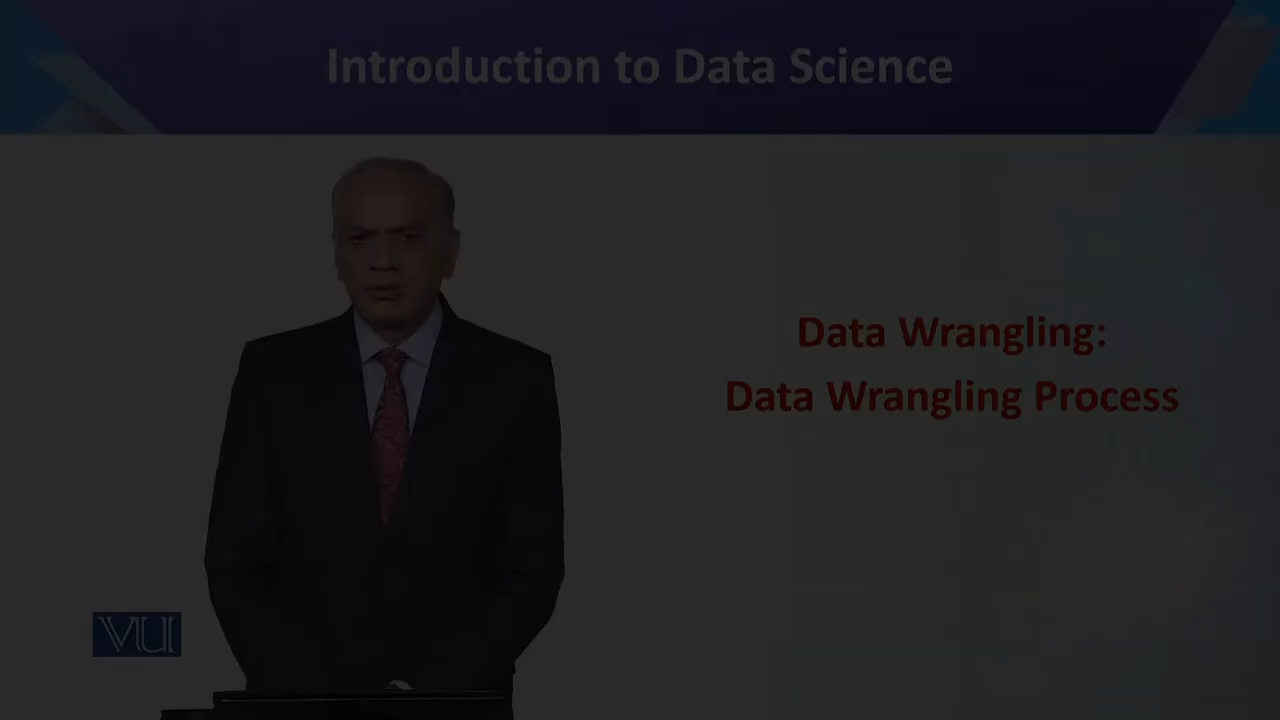 Introduction to Data Science
Data Wrangling:
Data Wrangling Process
VU